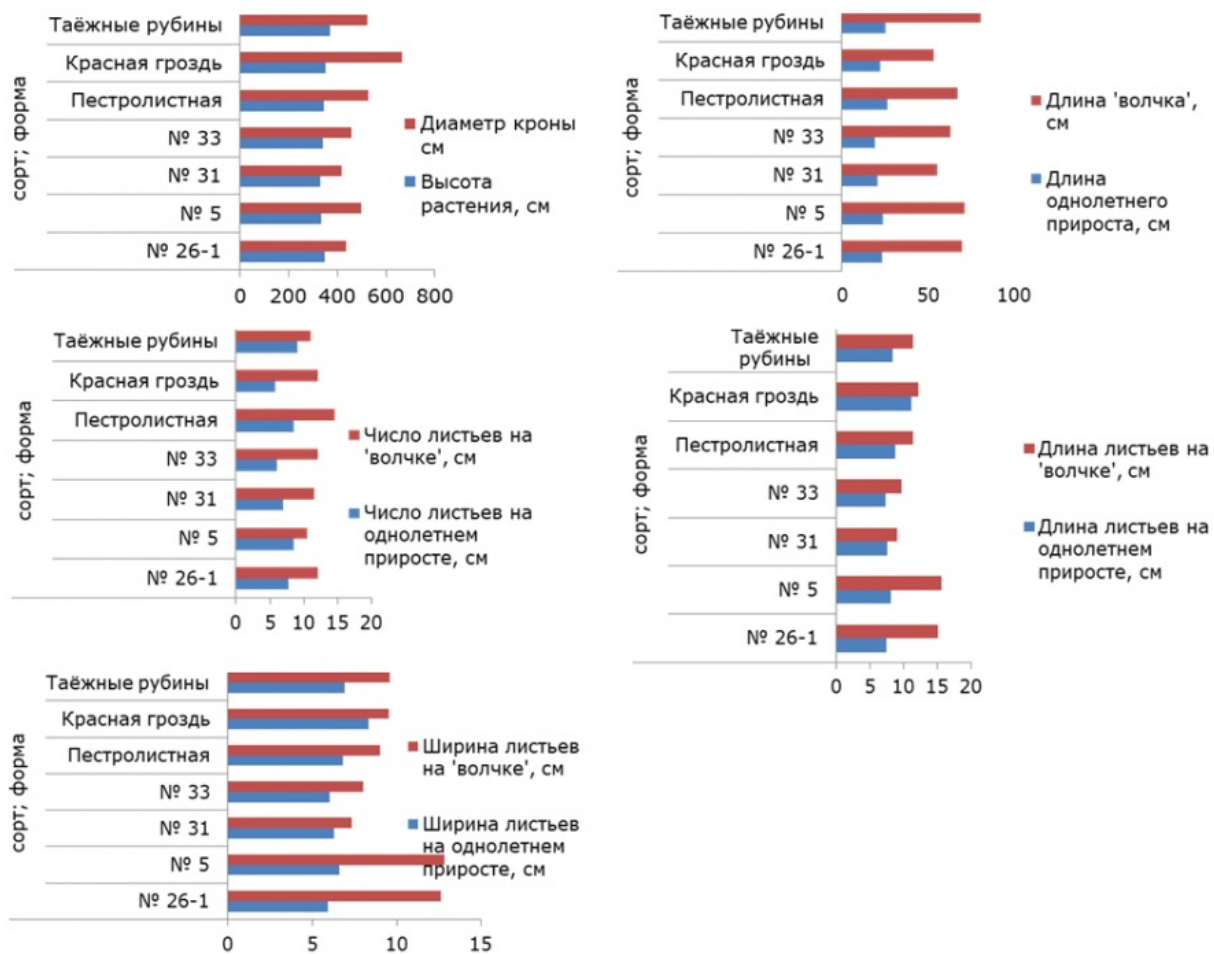 сорт; форма
Таёжные рубины
Красная гроздь
Пестролистная
№ 33
№ 31
№ 5
№ 26-1
0 200 400 600 800
Диаметр кроны
см
Высота
растения, см
сорт; форма
Таёжные рубины
Красная гроздь
Пестролистная
№ 33
№ 31
№ 5
№ 26-1
0 50 100
Длина 'волчка',
см
Длина
однолетнего
прироста, см
сорт; форма
Таёжные рубины
Красная гроздь
Пестролистная
№ 33
№ 31
№ 5
№ 26-1
0 5 10 15 20
Число листьев на
'волчке', см
Число листьев на
однолетнем
приросте, см
сорт; форма
Таёжные
рубины
Красная гроздь
Пестролистная
№ 33
№ 31
№ 5
№ 26-1
0 5 10 15 20
Длина листьев на
'волчке', см
Длина листьев на
однолетнем
приросте, см
сорт; форма
Таёжные рубины
Красная гроздь
Пестролистная
№ 33
№ 31
№ 5
№ 26-1
0 5 10 15
Ширина листьев
на 'волчке', см
Ширина листьев
на однолетнем
приросте, см